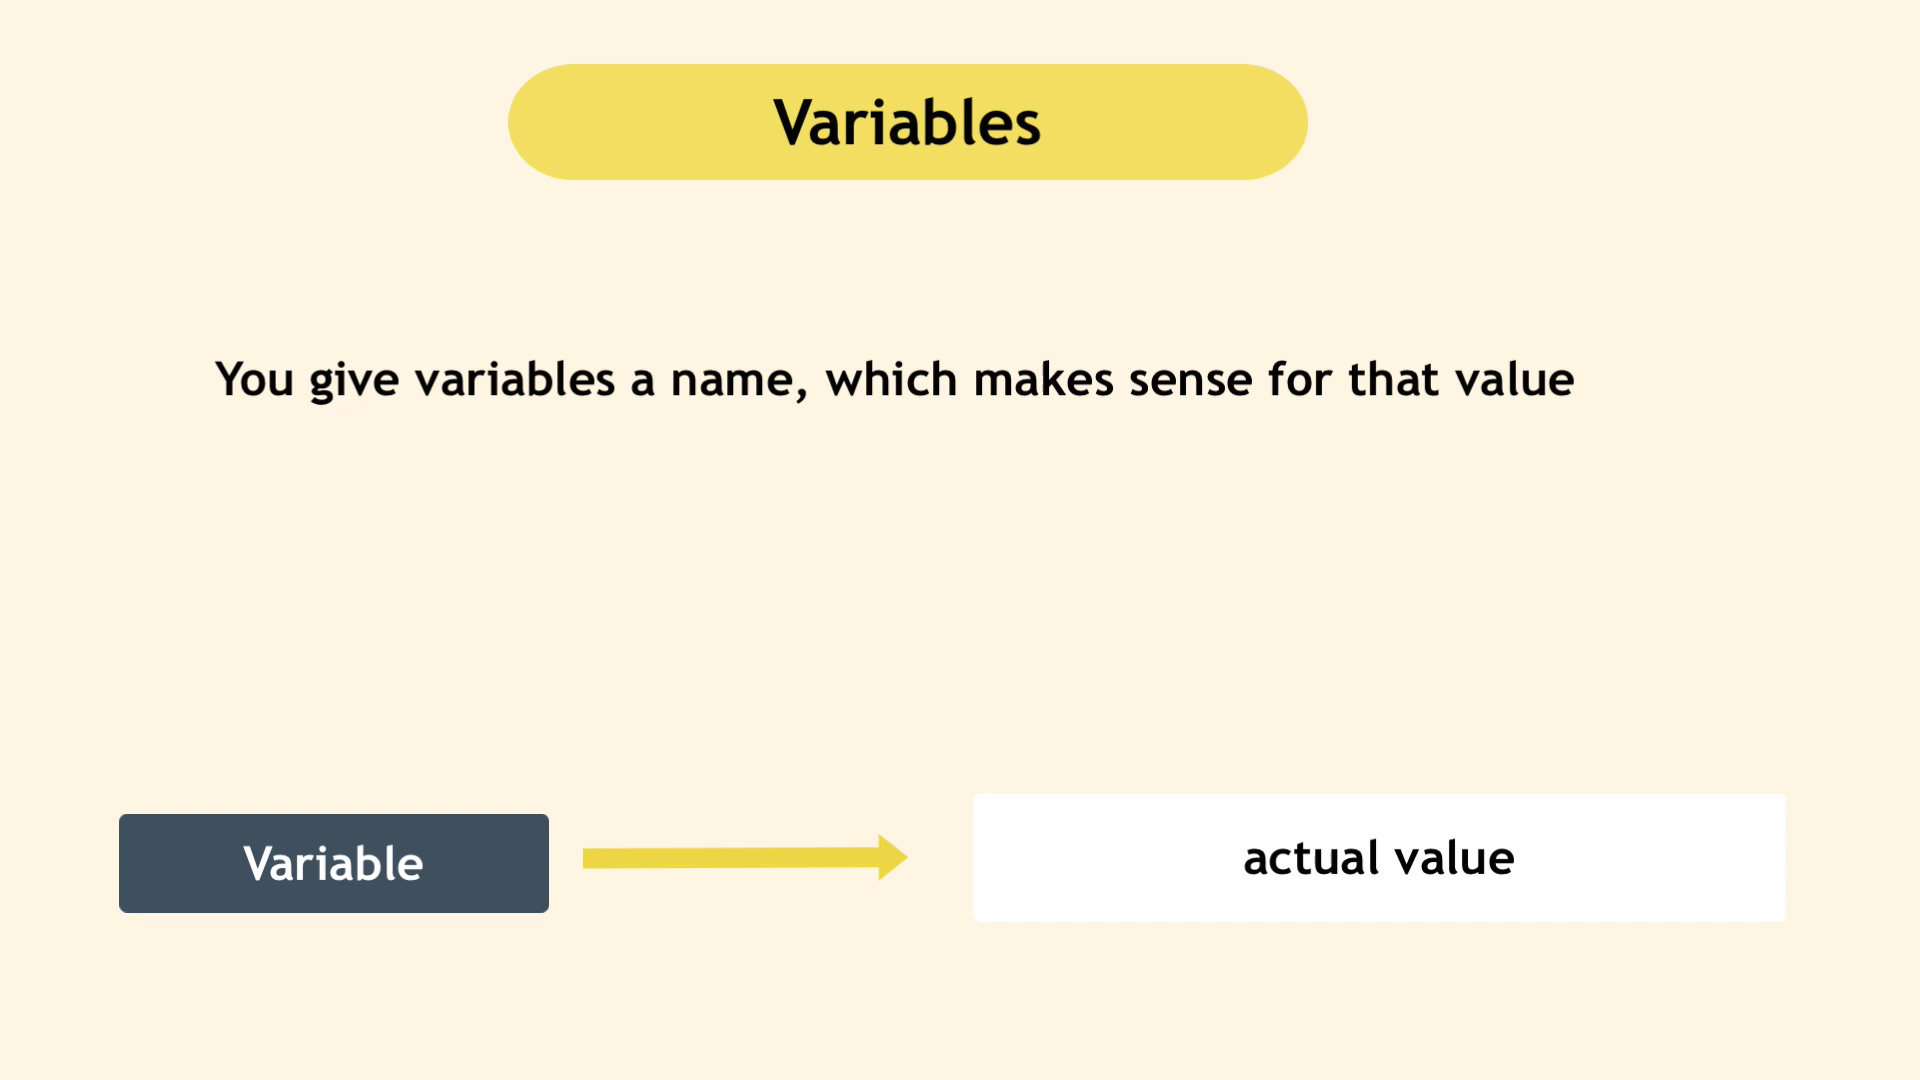 Variables
You give variables a name, which makes sense for that value
Variable
actual value